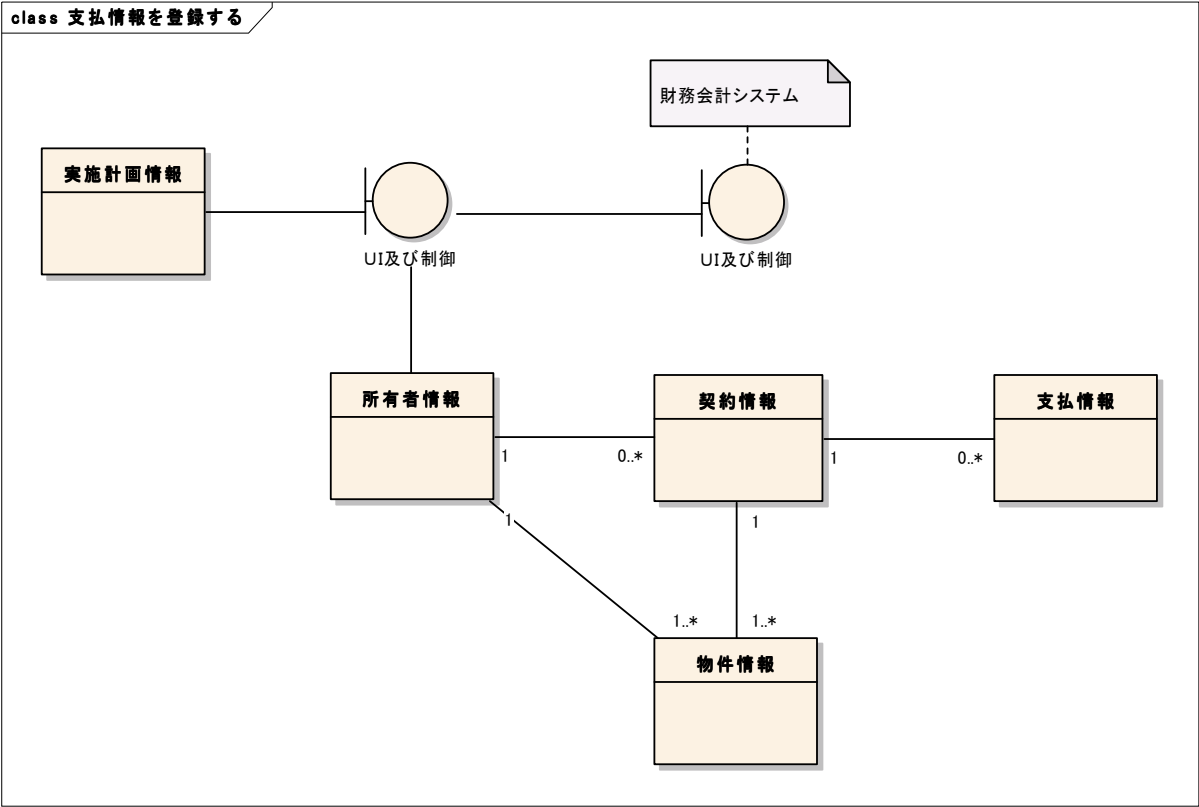 class 支払情報を登録する
財務会計システム
実施計画情報
UI及び制御
UI及び制御
所有者情報
契約情報
支払情報
1
0..*
1
0..*
1
1
1..*
1..*
物件情報